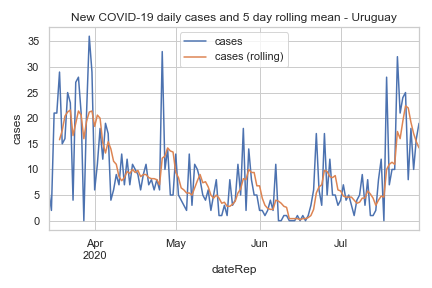 New COVID-19 daily cases and 5 day rolling mean - Uruguay
cases
cases (rolling)
35
30
25
20
15
10
5
0
cases
Apr
2020
May
Jun
Jul
dateRep